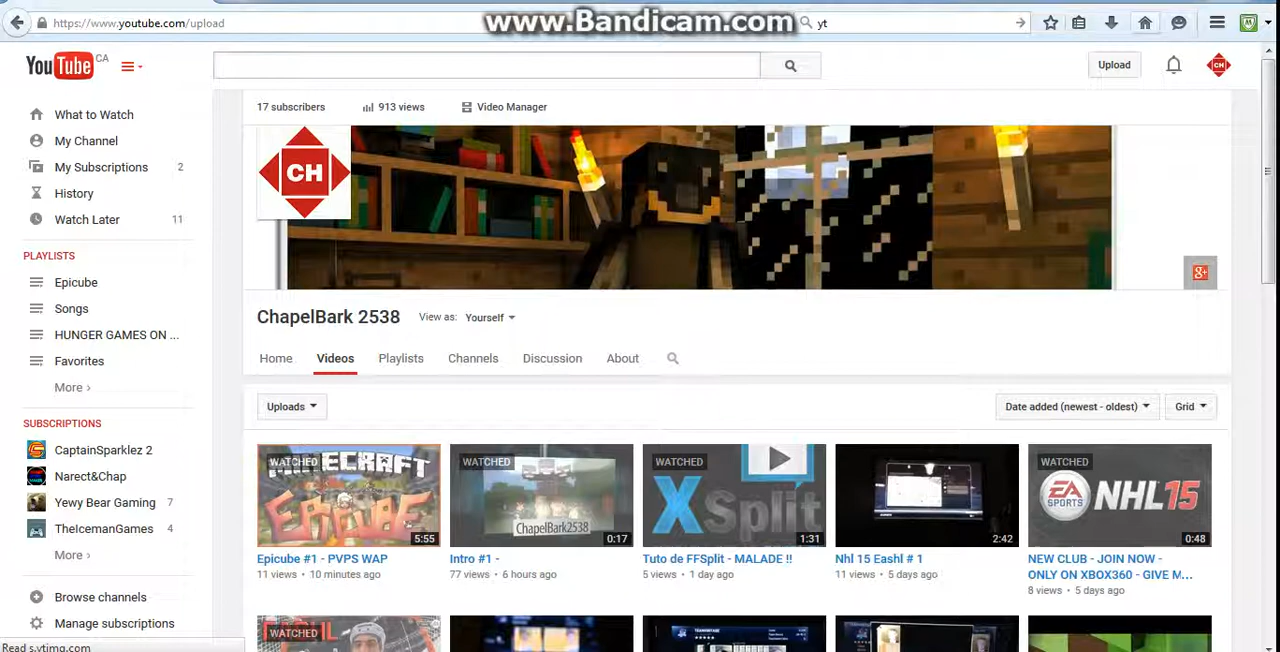 https://www.youtube.com/upload
www.Bandicam.com
yt
YouTube CA
Upload
CH
What to Watch
My Channel
My Subscriptions 2
History
Watch Later 11
PLAYLISTS
Epicube
Songs
HUNGER GAMES ON ...
Favorites
More ›
SUBSCRIPTIONS
CaptainSparklez 2
Narect&Chap
Yewy Bear Gaming 7
TheIcemanGames 4
More ›
Browse channels
Manage subscriptions
Read s.ytimg.com
17 subscribers 913 views Video Manager
CH
g+
ChapelBark 2538 View as: Yourself
Home Videos Playlists Channels Discussion About
Uploads Date added (newest - oldest) Grid
WATCHED
MINECRAFT
EPICUBE
5:55
Epicube #1 - PVPS WAP
11 views • 10 minutes ago
WATCHED
ChapelBark2538
0:17
Intro #1 -
77 views • 6 hours ago
WATCHED
XSplit
1:31
Tuto de FFSplit - MALADE !!
5 views • 1 day ago
2:42
Nhl 15 Eashl # 1
11 views • 5 days ago
WATCHED
EA SPORTS NHL15
0:48
NEW CLUB - JOIN NOW -
ONLY ON XBOX360 - GIVE M...
8 views • 5 days ago
WATCHED